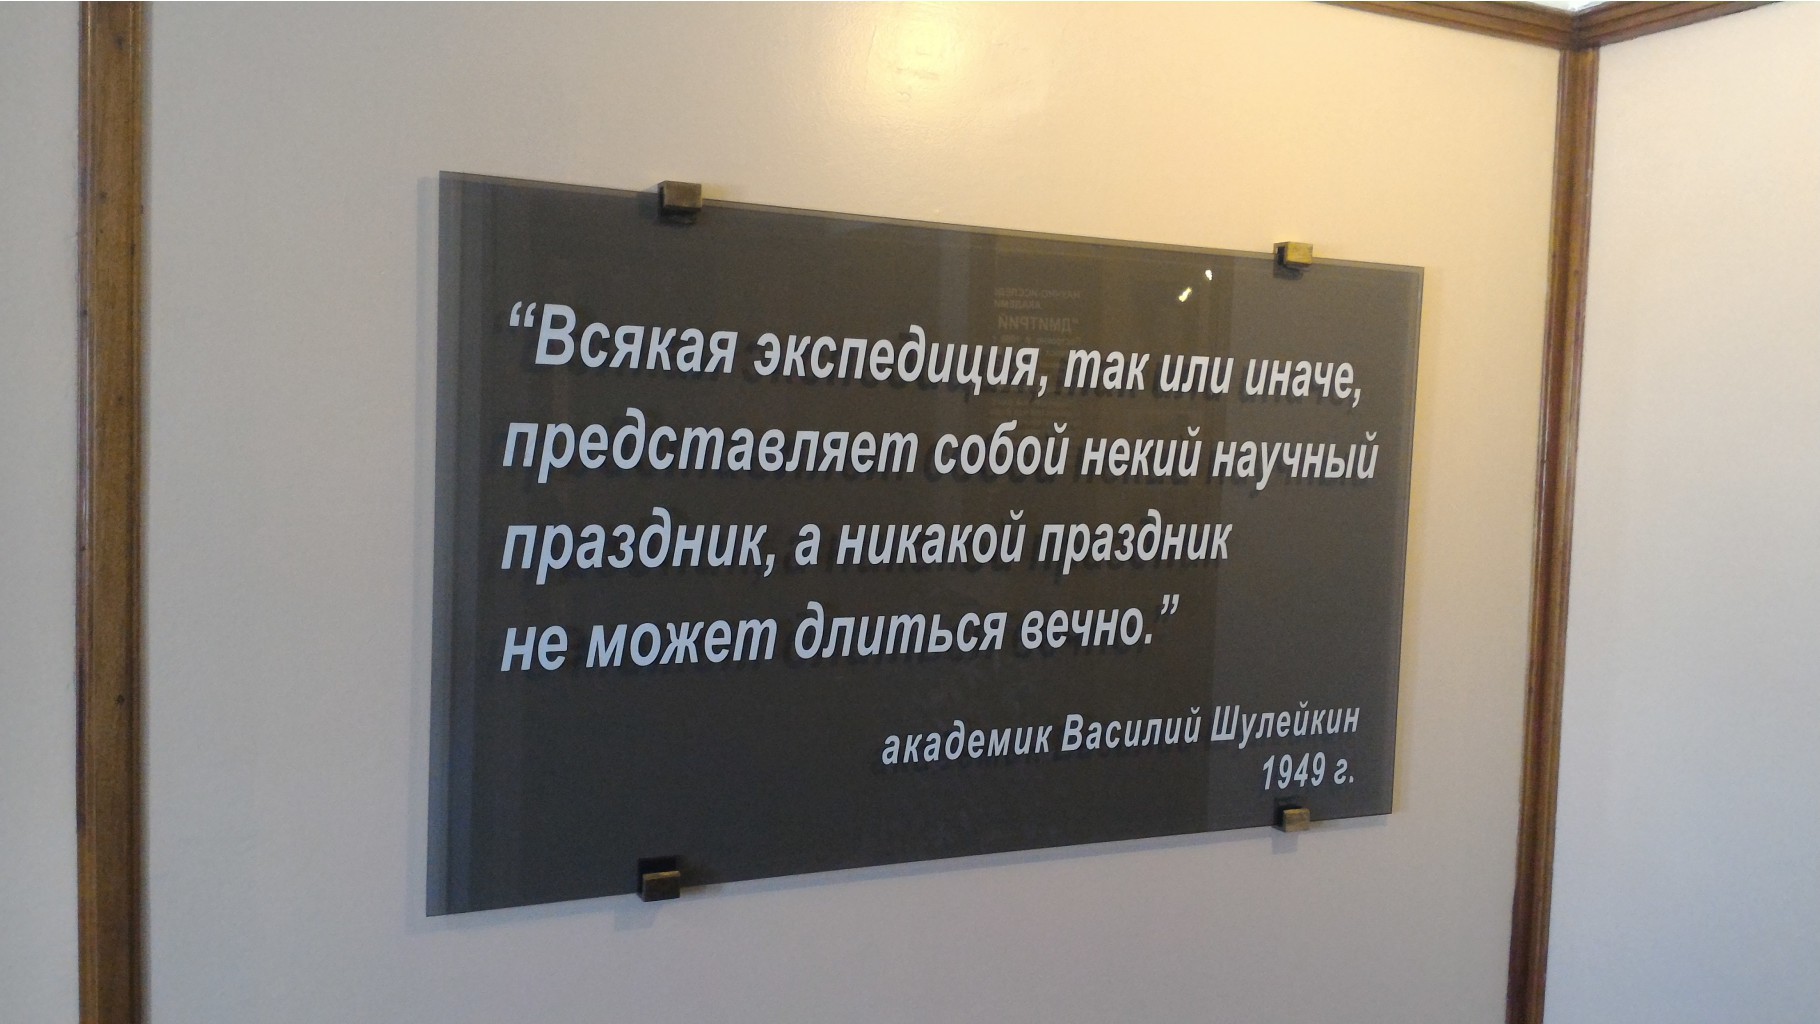 “Всякая экспедиция, так или иначе,
представляет собой некий научный
праздник, а никакой праздник
не может длиться вечно.”
академик Василий Шулейкин
1949 г.